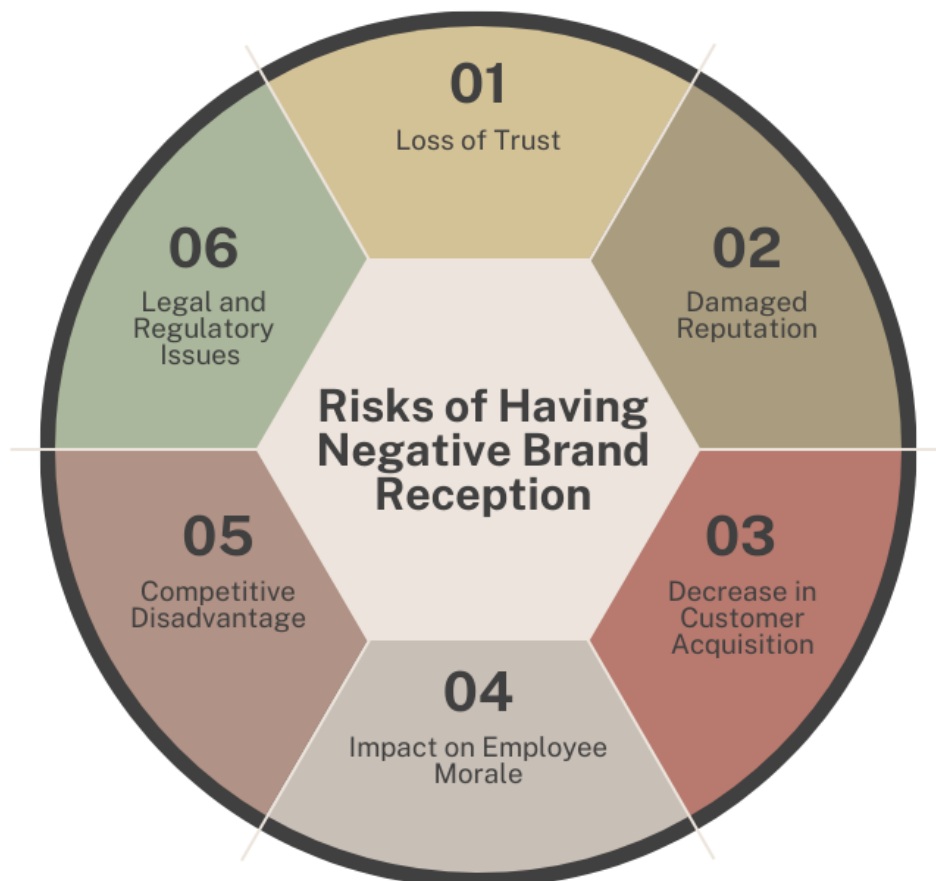 Risks of Having
Negative Brand
Reception
01
Loss of Trust
02
Damaged
Reputation
03
Decrease in
Customer
Acquisition
04
Impact on Employee
Morale
05
Competitive
Disadvantage
06
Legal and
Regulatory
Issues